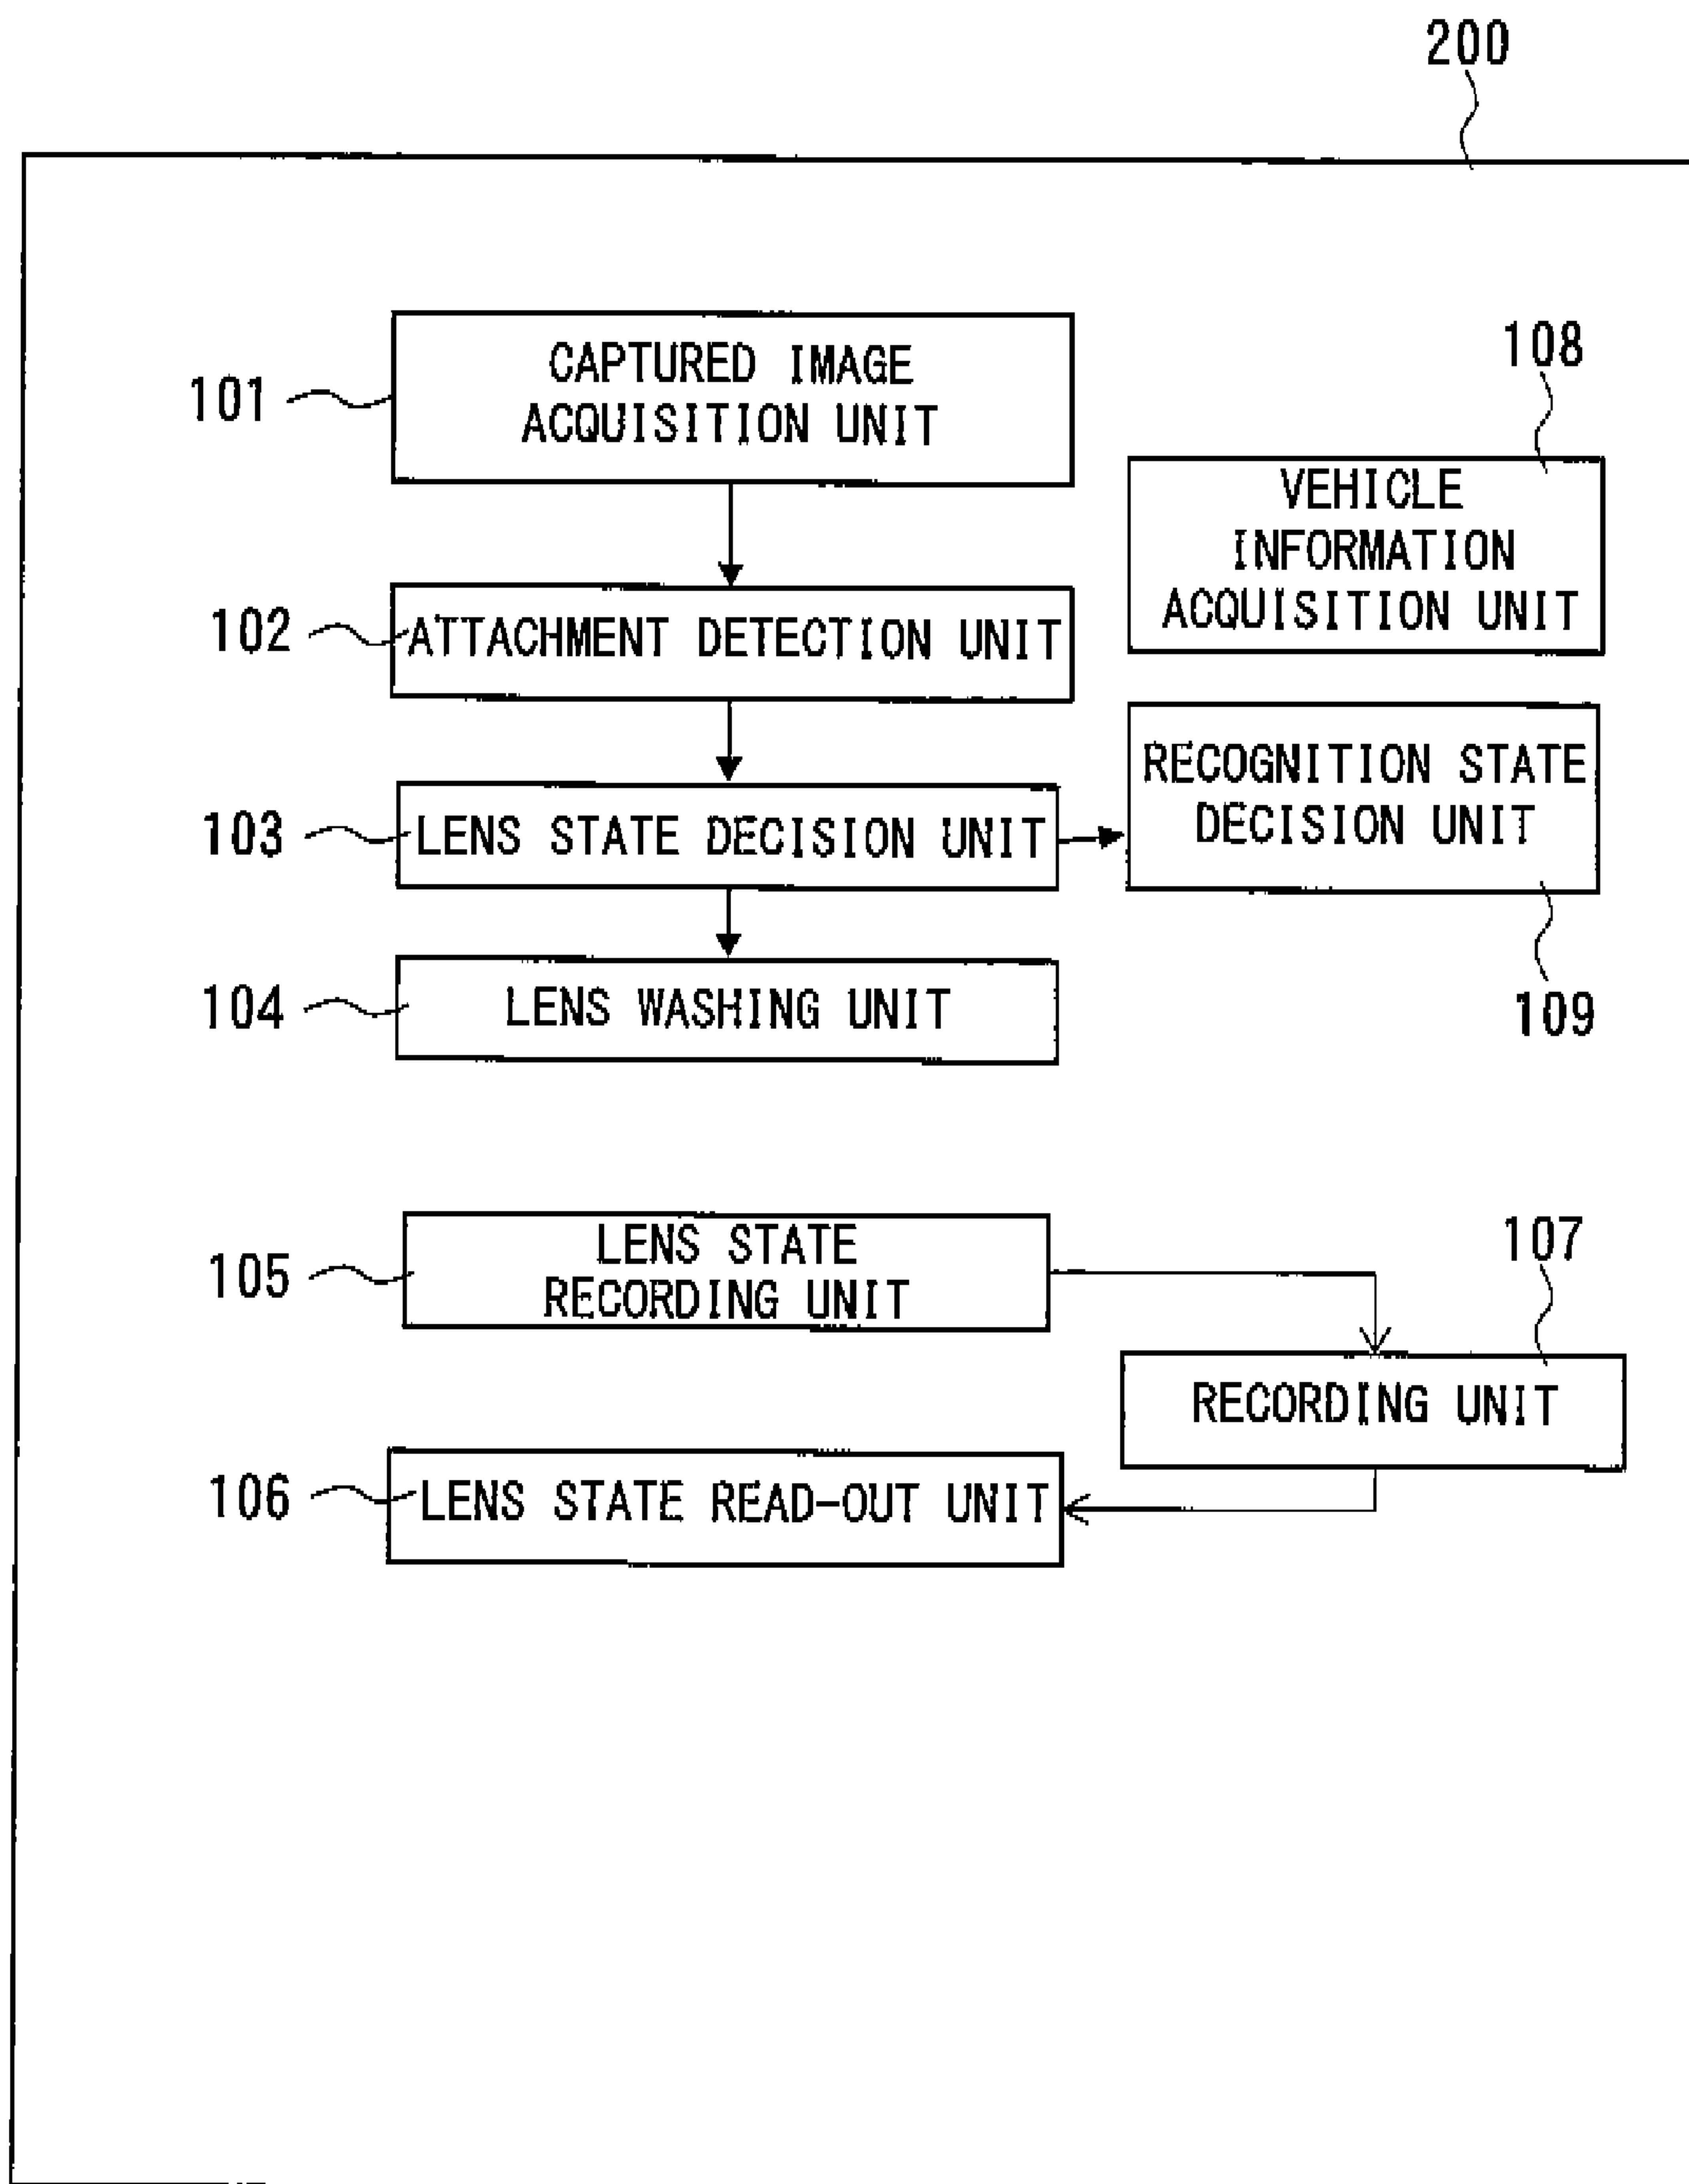 200
101
CAPTURED IMAGE
ACQUISITION UNIT
108
VEHICLE
INFORMATION
ACQUISITION UNIT
102
ATTACHMENT DETECTION UNIT
103
LENS STATE DECISION UNIT
RECOGNITION STATE
DECISION UNIT
109
104
LENS WASHING UNIT
105
LENS STATE
RECORDING UNIT
107
RECORDING UNIT
106
LENS STATE READ-OUT UNIT